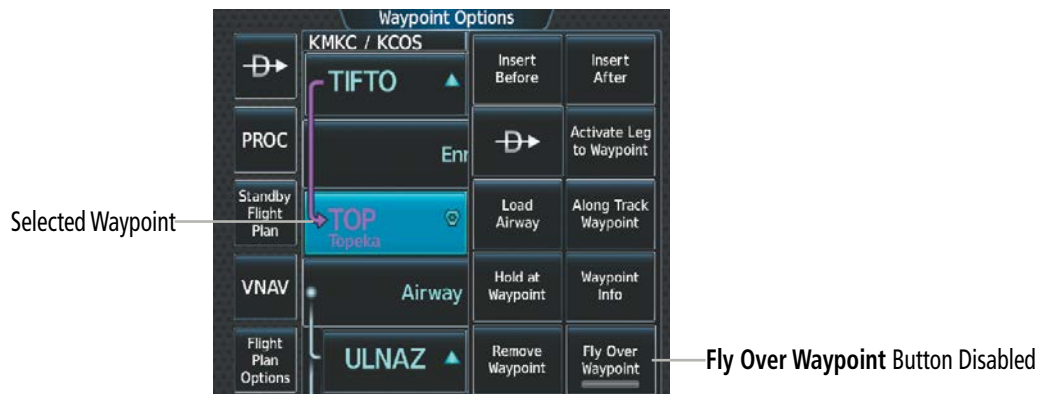 Waypoint Options
KMKC / KCOS
TIFTO
Insert
Before
Insert
After
PROC
Enr
Activate Leg
to Waypoint
Selected Waypoint
Standby
Flight
Plan
TOP
Topeka
Load
Airway
Along Track
Waypoint
VNAV
Airway
Hold at
Waypoint
Waypoint
Info
Flight
Plan
Options
ULNAZ
Remove
Waypoint
Fly Over
Waypoint
Fly Over Waypoint Button Disabled